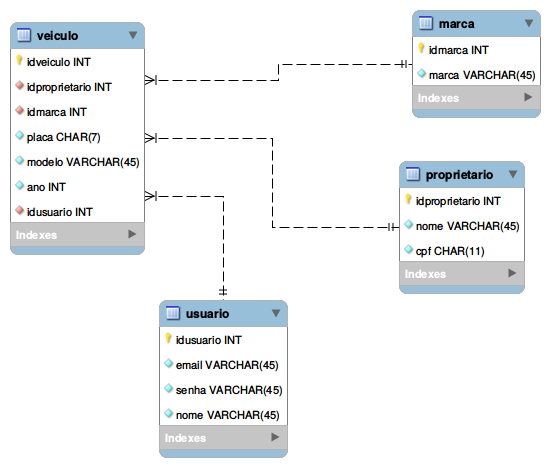 veiculo
idveiculo INT
idproprietario INT
idmarca INT
placa CHAR(7)
modelo VARCHAR(45)
ano INT
idusuario INT
Indexes
marca
idmarca INT
marca VARCHAR(45)
Indexes
proprietario
idproprietario INT
nome VARCHAR(45)
cpf CHAR(11)
Indexes
usuario
idusuario INT
email VARCHAR(45)
senha VARCHAR(45)
nome VARCHAR(45)
Indexes